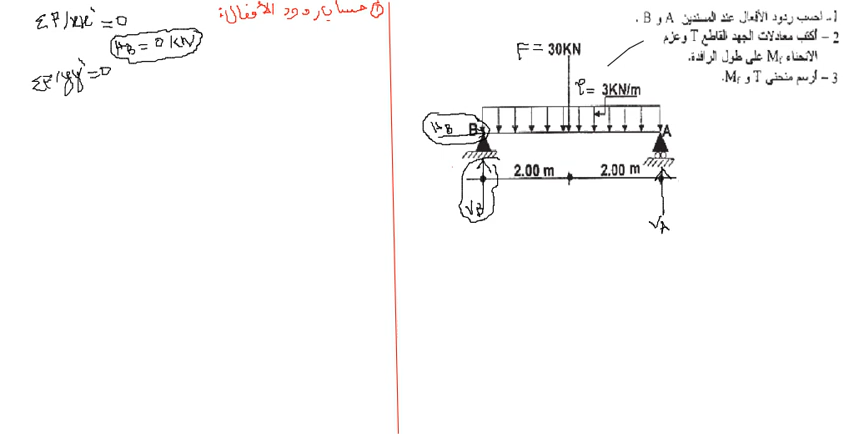 1- احسب ردود الأفعال عند المسندين A و B .
2 – أكتب معادلات الجهد القاطع T وعزم
الانحناء Mf على طول الرافدة.
3 – أرسم منحني T و Mf.
① حساب ردود الأفعال:
ΣF/xx' = 0
HB = 0 KN
ΣF/yy' = 0
F = 30KN
q = 3KN/m
HB B A
2.00 m 2.00 m
VB VA